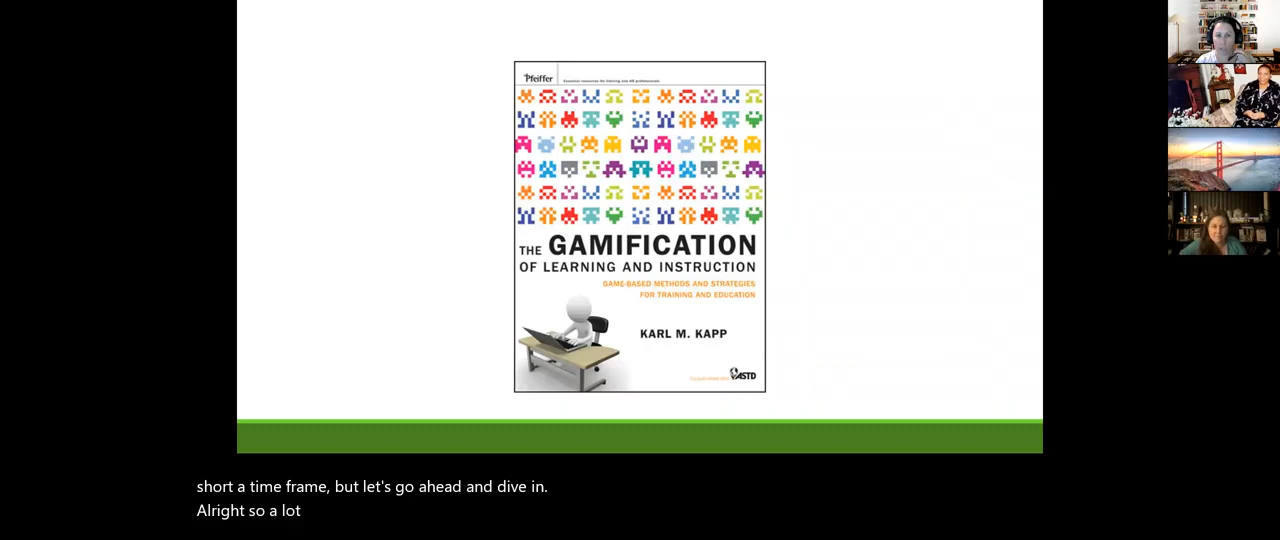 Pfeiffer
Essential resources for training and HR professionals
THE GAMIFICATION
OF LEARNING AND INSTRUCTION
GAME-BASED METHODS AND STRATEGIES
FOR TRAINING AND EDUCATION
KARL M. KAPP
ASTD
short a time frame, but let's go ahead and dive in.
Alright so a lot